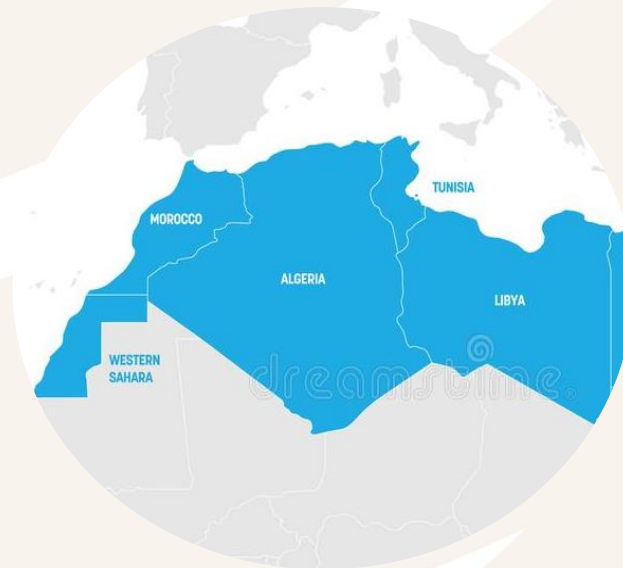 TUNISIA
MOROCCO
ALGERIA
LIBYA
WESTERN
SAHARA
dreamstime.